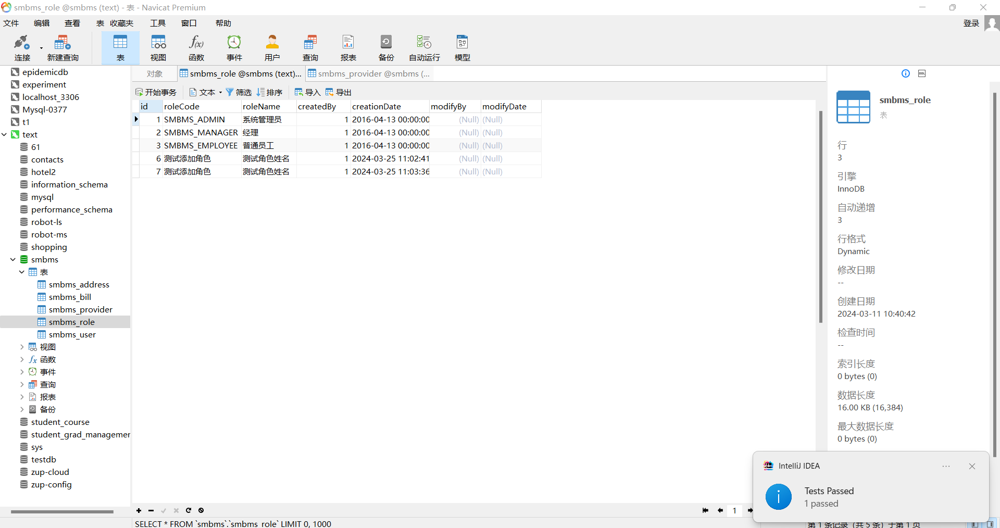 smbms_role @smbms (text) - 表 - Navicat Premium
文件 编辑 查看 表 收藏夹 工具 窗口 帮助 登录
连接 新建查询 表 视图 函数 事件 用户 查询 报表 备份 自动运行 模型
epidemicdb
experiment
localhost_3306
Mysql-0377
t1
text
61
contacts
hotel2
information_schema
mysql
performance_schema
robot-ls
robot-ms
shopping
smbms
表
smbms_address
smbms_bill
smbms_provider
smbms_role
smbms_user
视图
函数
事件
查询
报表
备份
student_course
student_grad_managemer
sys
testdb
zup-cloud
zup-config
对象 smbms_role @smbms (text)... smbms_provider @smbms (...
开始事务 文本 筛选 排序 导入 导出
id roleCode roleName createdBy creationDate modifyBy modifyDate
1 SMBMS_ADMIN 系统管理员 1 2016-04-13 00:00:00 (Null) (Null)
2 SMBMS_MANAGER 经理 1 2016-04-13 00:00:00 (Null) (Null)
3 SMBMS_EMPLOYEE 普通员工 1 2016-04-13 00:00:00 (Null) (Null)
6 测试添加角色 测试角色姓名 1 2024-03-25 11:02:41 (Null) (Null)
7 测试添加角色 测试角色姓名 1 2024-03-25 11:03:36 (Null) (Null)
1
SELECT * FROM `smbms`.`smbms_role` LIMIT 0, 1000
第 1 条记录 (共 5 条) 于第 1 页
DDL
smbms_role
表
行
3
引擎
InnoDB
自动递增
3
行格式
Dynamic
修改日期
--
创建日期
2024-03-11 10:40:42
检查时间
--
索引长度
0 bytes (0)
数据长度
16.00 KB (16,384)
最大数据长度
0 bytes (0)
IntelliJ IDEA
Tests Passed
1 passed